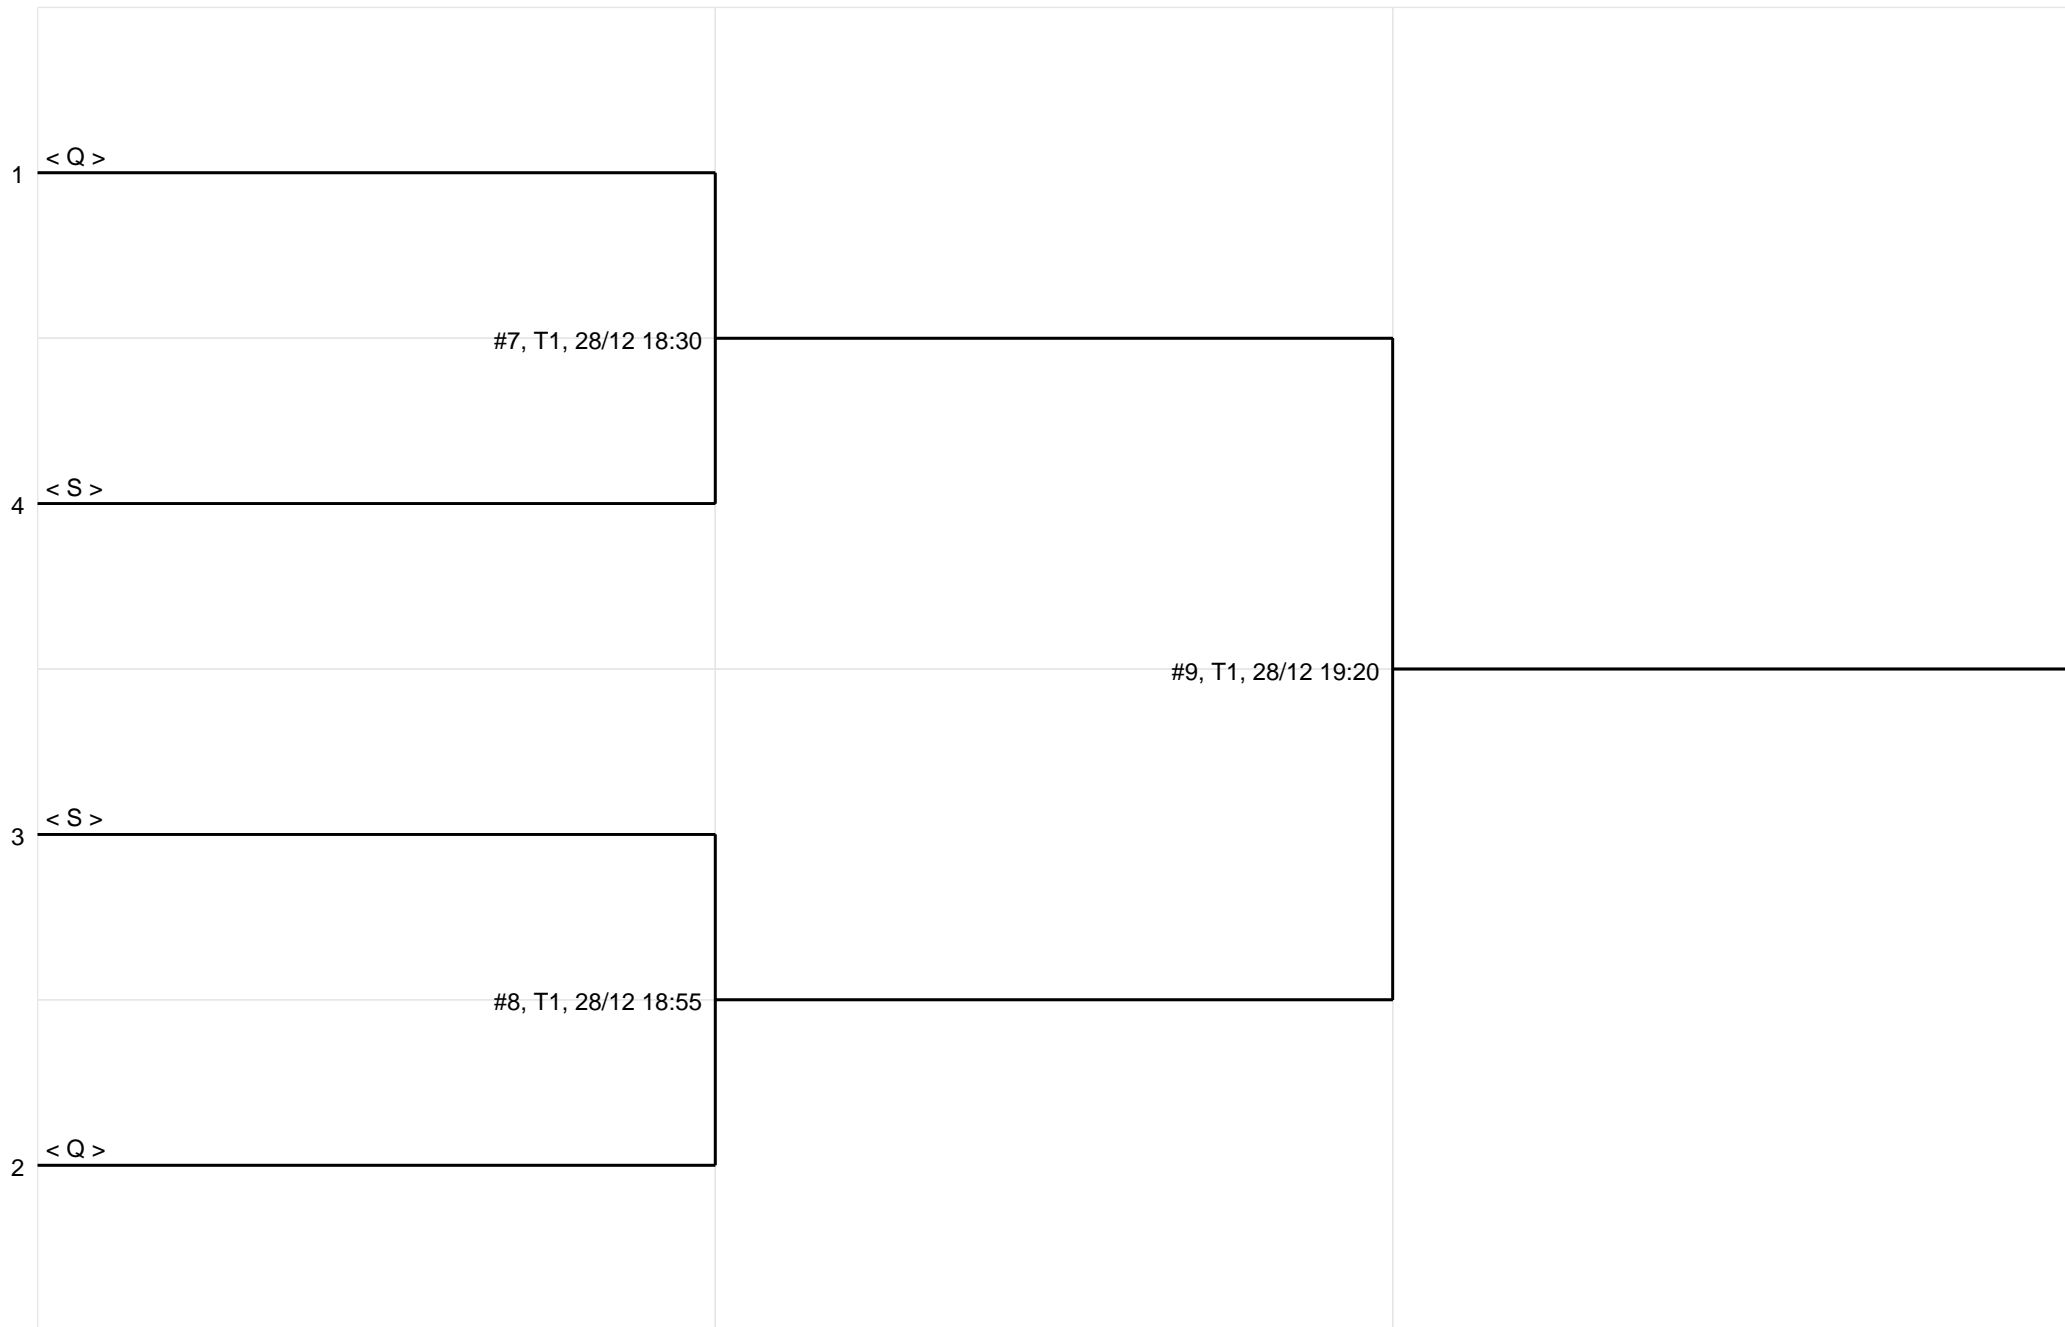 < Q >
1
#7, T1, 28/12 18:30
< S >
4
#9, T1, 28/12 19:20
< S >
3
#8, T1, 28/12 18:55
< Q >
2